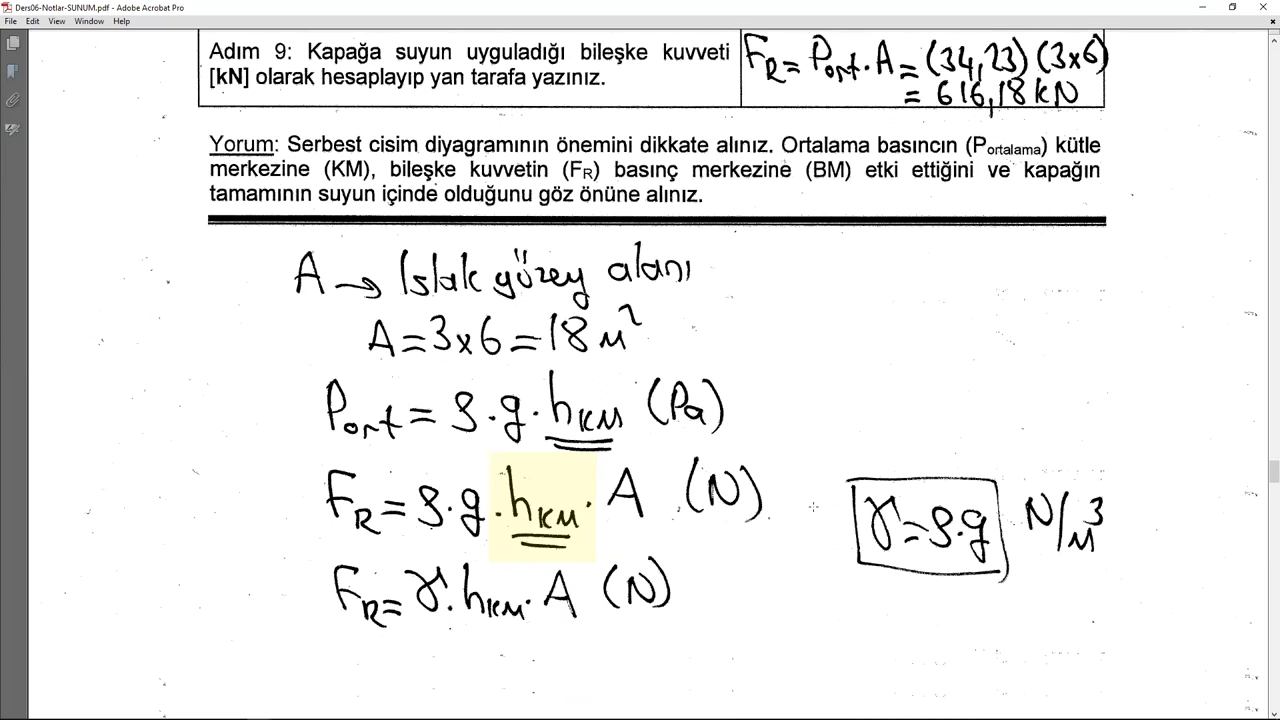 Ders06-Notlar-SUNUM.pdf - Adobe Acrobat Pro
File Edit View Window Help
Adım 9: Kapağa suyun uyguladığı bileşke kuvveti
[kN] olarak hesaplayıp yan tarafa yazınız.
FR = Port . A = (34,23) (3x6)
= 616,18 kN
Yorum: Serbest cisim diyagramının önemini dikkate alınız. Ortalama basıncın (Portalama) kütle
merkezine (KM), bileşke kuvvetin (FR) basınç merkezine (BM) etki ettiğini ve kapağın
tamamının suyun içinde olduğunu göz önüne alınız.
A → Islak yüzey alanı
A = 3x6 = 18 m²
Port = ρ.g.hKM (Pa)
FR = ρ.g.hKM.A (N)
γ = ρ.g N/m³
FR = γ.hKM.A (N)